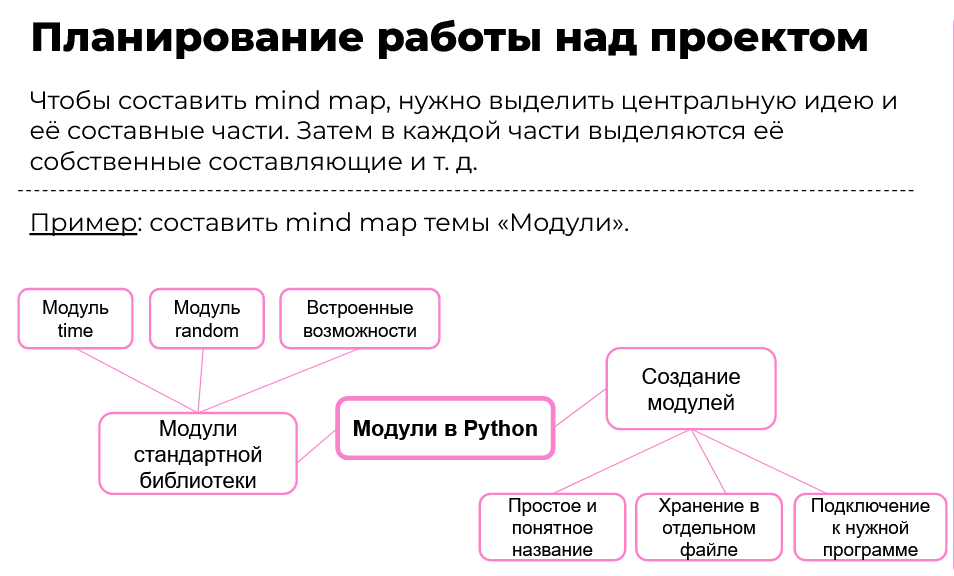 Планирование работы над проектом
Чтобы составить mind map, нужно выделить центральную идею и
её составные части. Затем в каждой части выделяются её
собственные составляющие и т. д.
Пример: составить mind map темы «Модули».
Модуль
time
Модуль
random
Встроенные
возможности
Модули
стандартной
библиотеки
Модули в Python
Создание
модулей
Простое и
понятное
название
Хранение в
отдельном
файле
Подключение
к нужной
программе